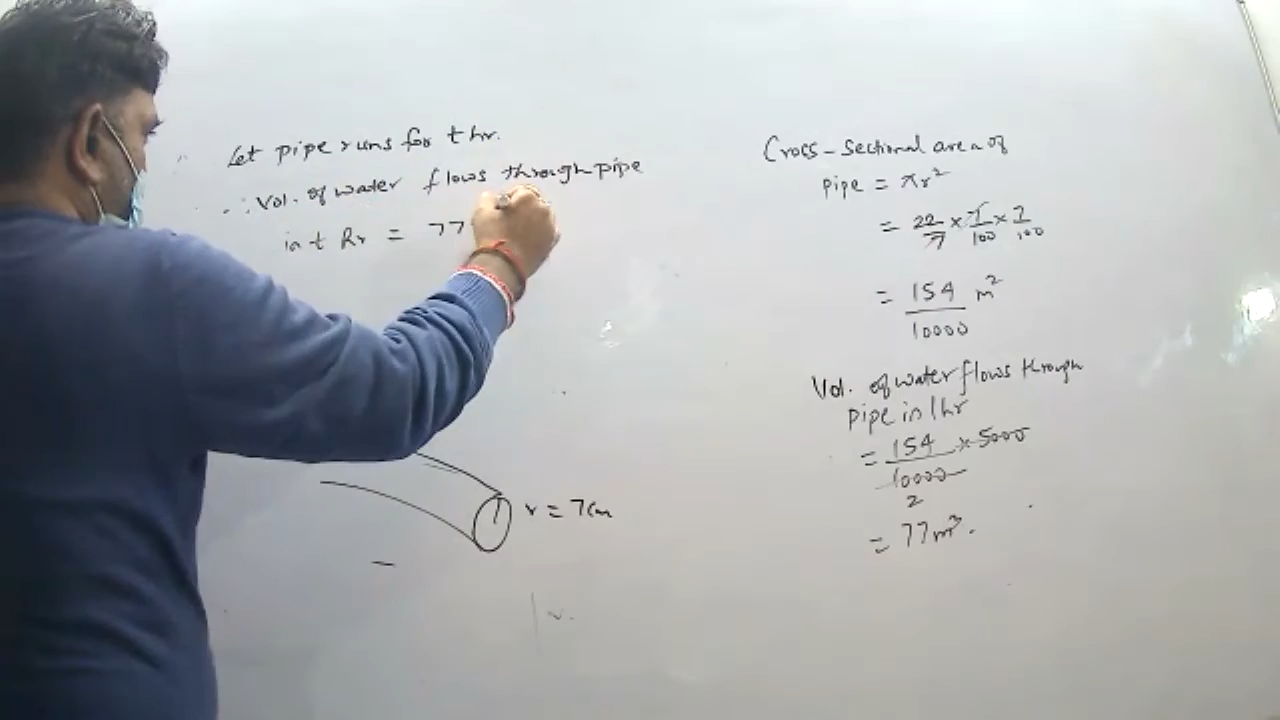 Let pipe runs for t hr.
∴ Vol. of water flows through pipe
in t Rr = 77
r = 7cm
Cross-Sectional area of
pipe = πr²
= 22/7 × 7/100 × 7/100
= 154/10000 m²
Vol. of water flows through
pipe in 1hr
= 154/10000 × 5000
2
= 77m³.